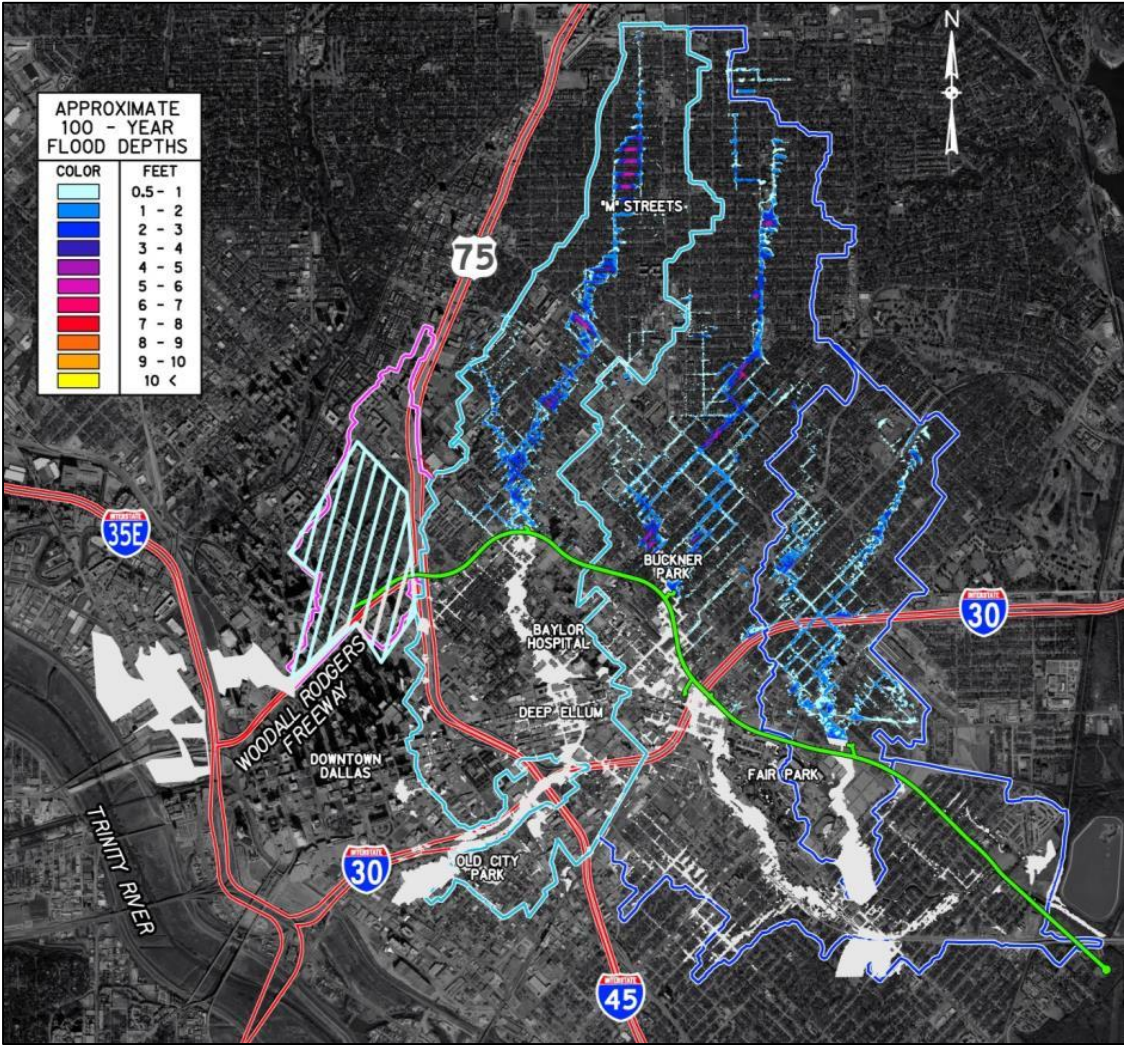 APPROXIMATE
100 - YEAR
FLOOD DEPTHS
COLOR FEET
0.5 - 1
1 - 2
2 - 3
3 - 4
4 - 5
5 - 6
6 - 7
7 - 8
8 - 9
9 - 10
10 <
N
"M" STREETS
75
INTERSTATE
35E
BUCKNER
PARK
INTERSTATE
30
BAYLOR
HOSPITAL
WOODALL RODGERS
FREEWAY
DEEP ELLUM
DOWNTOWN
DALLAS
FAIR PARK
TRINITY RIVER
INTERSTATE
30
OLD CITY
PARK
INTERSTATE
45